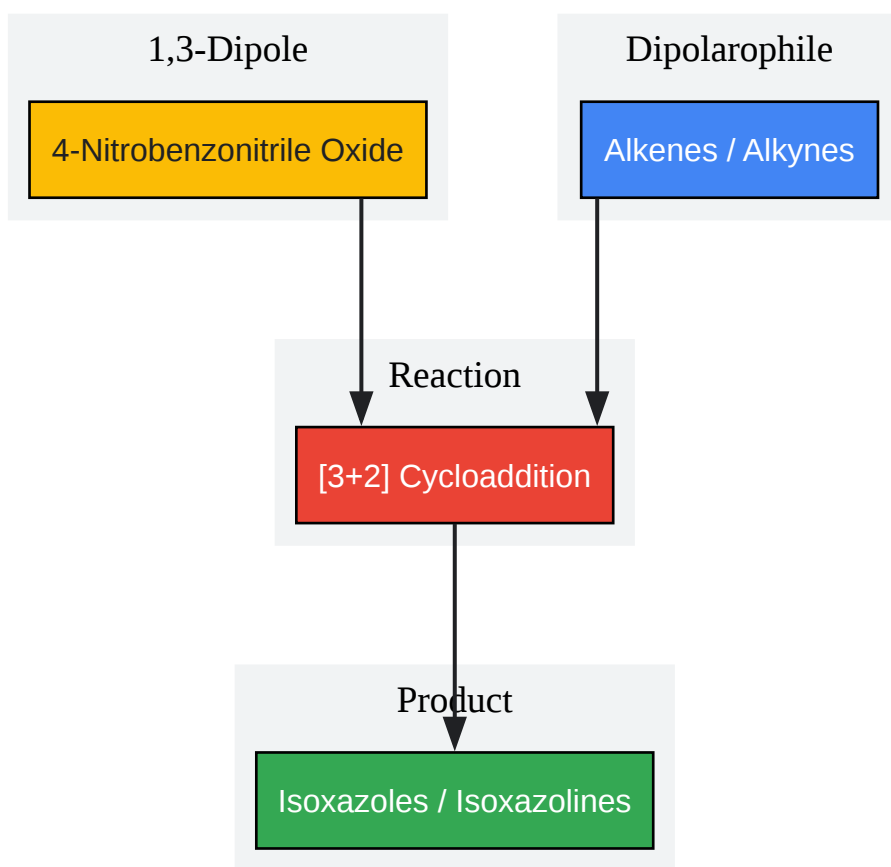 1,3-Dipole
Dipolarophile
4-Nitrobenzonitrile Oxide
Alkenes / Alkynes
Reaction
[3+2] Cycloaddition
Product
Isoxazoles / Isoxazolines